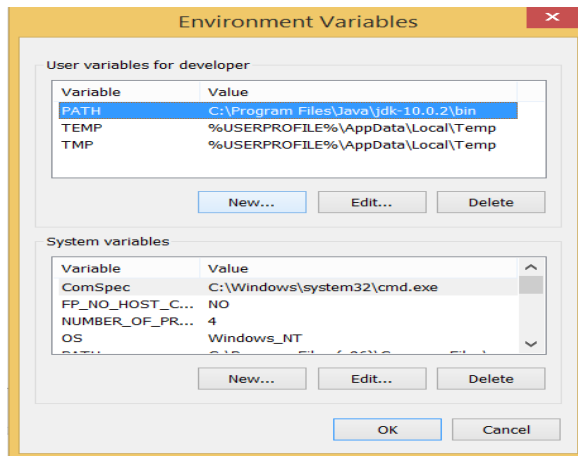 Environment Variables
User variables for developer
Variable Value
PATH C:\Program Files\Java\jdk-10.0.2\bin
TEMP %USERPROFILE%\AppData\Local\Temp
TMP %USERPROFILE%\AppData\Local\Temp
New... Edit... Delete
System variables
Variable Value
ComSpec C:\Windows\system32\cmd.exe
FP_NO_HOST_C... NO
NUMBER_OF_PR... 4
OS Windows_NT
New... Edit... Delete
OK Cancel